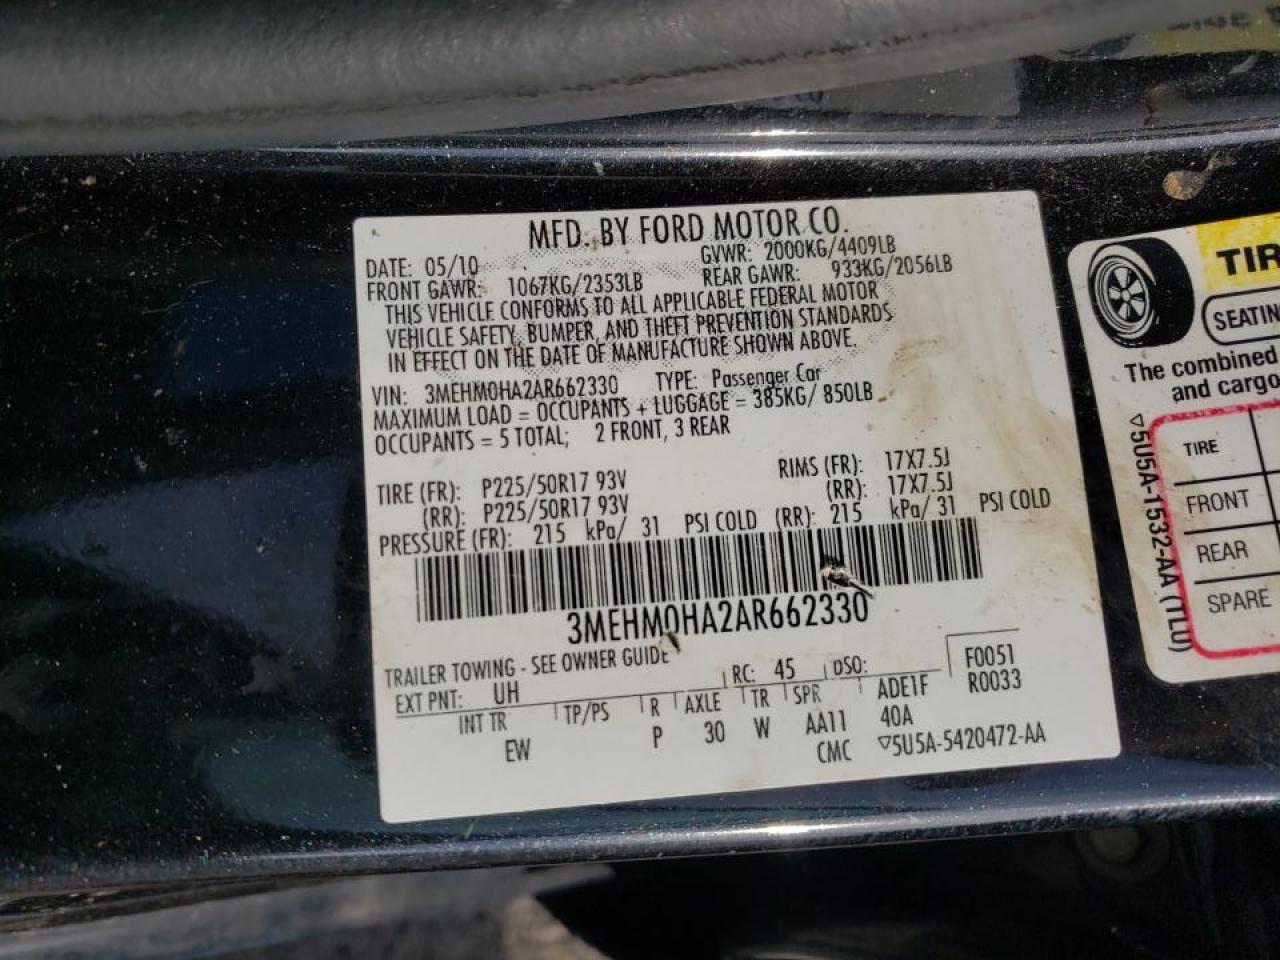 MFD. BY FORD MOTOR CO.
DATE: 05/10 GVWR: 2000KG/4409LB
FRONT GAWR: 1067KG/2353LB REAR GAWR: 933KG/2056LB
THIS VEHICLE CONFORMS TO ALL APPLICABLE FEDERAL MOTOR
VEHICLE SAFETY, BUMPER, AND THEFT PREVENTION STANDARDS
IN EFFECT ON THE DATE OF MANUFACTURE SHOWN ABOVE.
VIN: 3MEHM0HA2AR662330 TYPE: Passenger Car
MAXIMUM LOAD = OCCUPANTS + LUGGAGE = 385KG/ 850LB
OCCUPANTS = 5 TOTAL; 2 FRONT, 3 REAR
TIRE (FR): P225/50R17 93V RIMS (FR): 17X7.5J
(RR): P225/50R17 93V (RR): 17X7.5J
PRESSURE (FR): 215 kPa/ 31 PSI COLD (RR): 215 kPa/ 31 PSI COLD
3MEHM0HA2AR662330
TRAILER TOWING - SEE OWNER GUIDE
EXT PNT: UH RC: 45 DSO: F0051
INT TR TP/PS R AXLE TR SPR ADE1F R0033
EW P 30 W AA11 40A
CMC ▽5U5A-5420472-AA
TIR
SEATIN
The combined
and cargo
TIRE
FRONT
REAR
SPARE
▽5U5A-1532-AA (TLU)